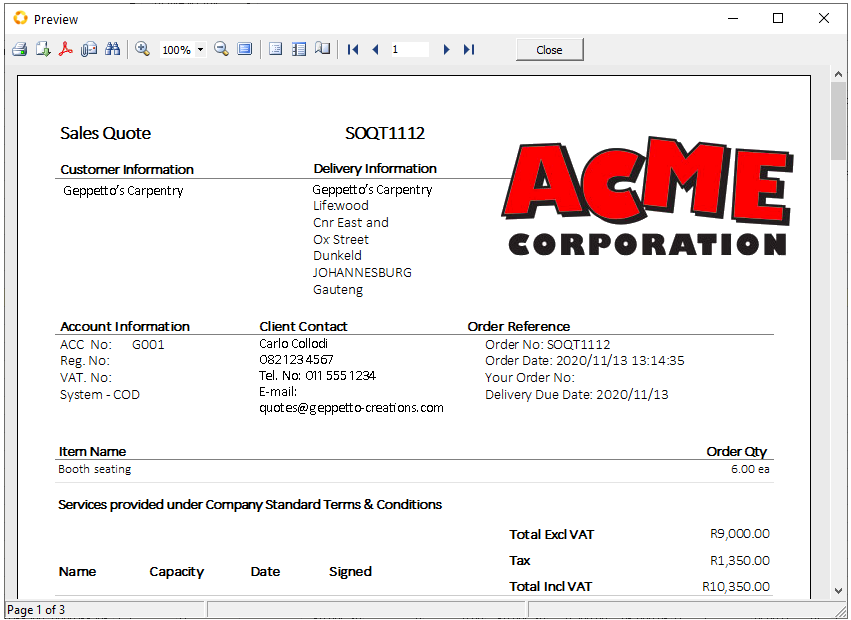 Preview
100%
1
Close
Sales Quote SOQT1112
ACME
CORPORATION
Customer Information Delivery Information
Geppetto's Carpentry Geppetto's Carpentry
Lifewood
Cnr East and
Ox Street
Dunkeld
JOHANNESBURG
Gauteng
Account Information Client Contact Order Reference
ACC No: G001 Carlo Collodi Order No: SOQT1112
Reg. No: 0821234567 Order Date: 2020/11/13 13:14:35
VAT. No: Tel. No: 011 555 1234 Your Order No:
System - COD E-mail: Delivery Due Date: 2020/11/13
quotes@geppetto-creations.com
Item Name Order Qty
Booth seating 6.00 ea
Services provided under Company Standard Terms & Conditions
Total Excl VAT R9,000.00
Tax R1,350.00
Name Capacity Date Signed
Total Incl VAT R10,350.00
Page 1 of 3